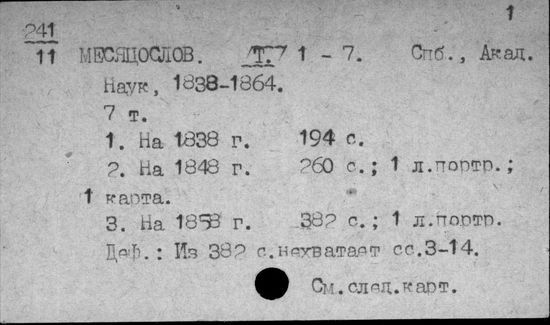 1
241
11 МЕСЯЦОСЛОВ. /Т.7 1 - 7. Спб., Акад.
Наук, 1838-1864.
7 т.
1. На 1838 г. 194 с.
2. На 1848 г. 260 с.; 1 л.портр.;
1 карта.
3. На 1858 г. 382 с.; 1 л.портр.
Деф.: Из 382 с.нехватает сс.3-14.
См.след.карт.